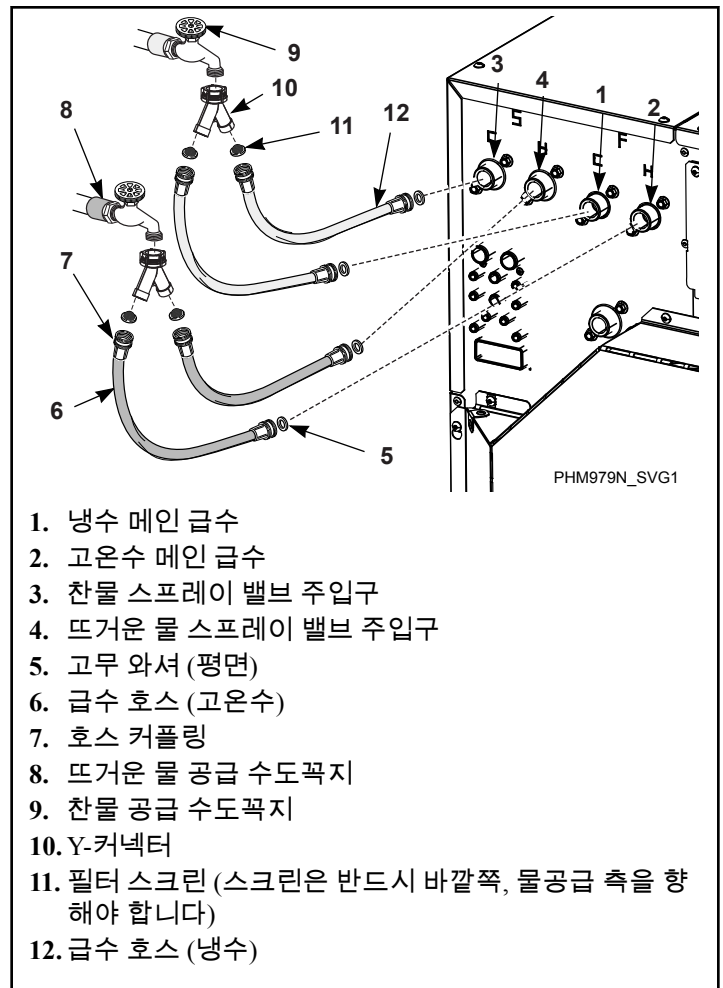 9
10
11
12
8
7
6
5
3
4
1
2
C
S
H
C
F
H
PHM979N_SVG1
1. 냉수 메인 급수
2. 고온수 메인 급수
3. 찬물 스프레이 밸브 주입구
4. 뜨거운 물 스프레이 밸브 주입구
5. 고무 와셔 (평면)
6. 급수 호스 (고온수)
7. 호스 커플링
8. 뜨거운 물 공급 수도꼭지
9. 찬물 공급 수도꼭지
10. Y-커넥터
11. 필터 스크린 (스크린은 반드시 바깥쪽, 물공급 측을 향
해야 합니다)
12. 급수 호스 (냉수)